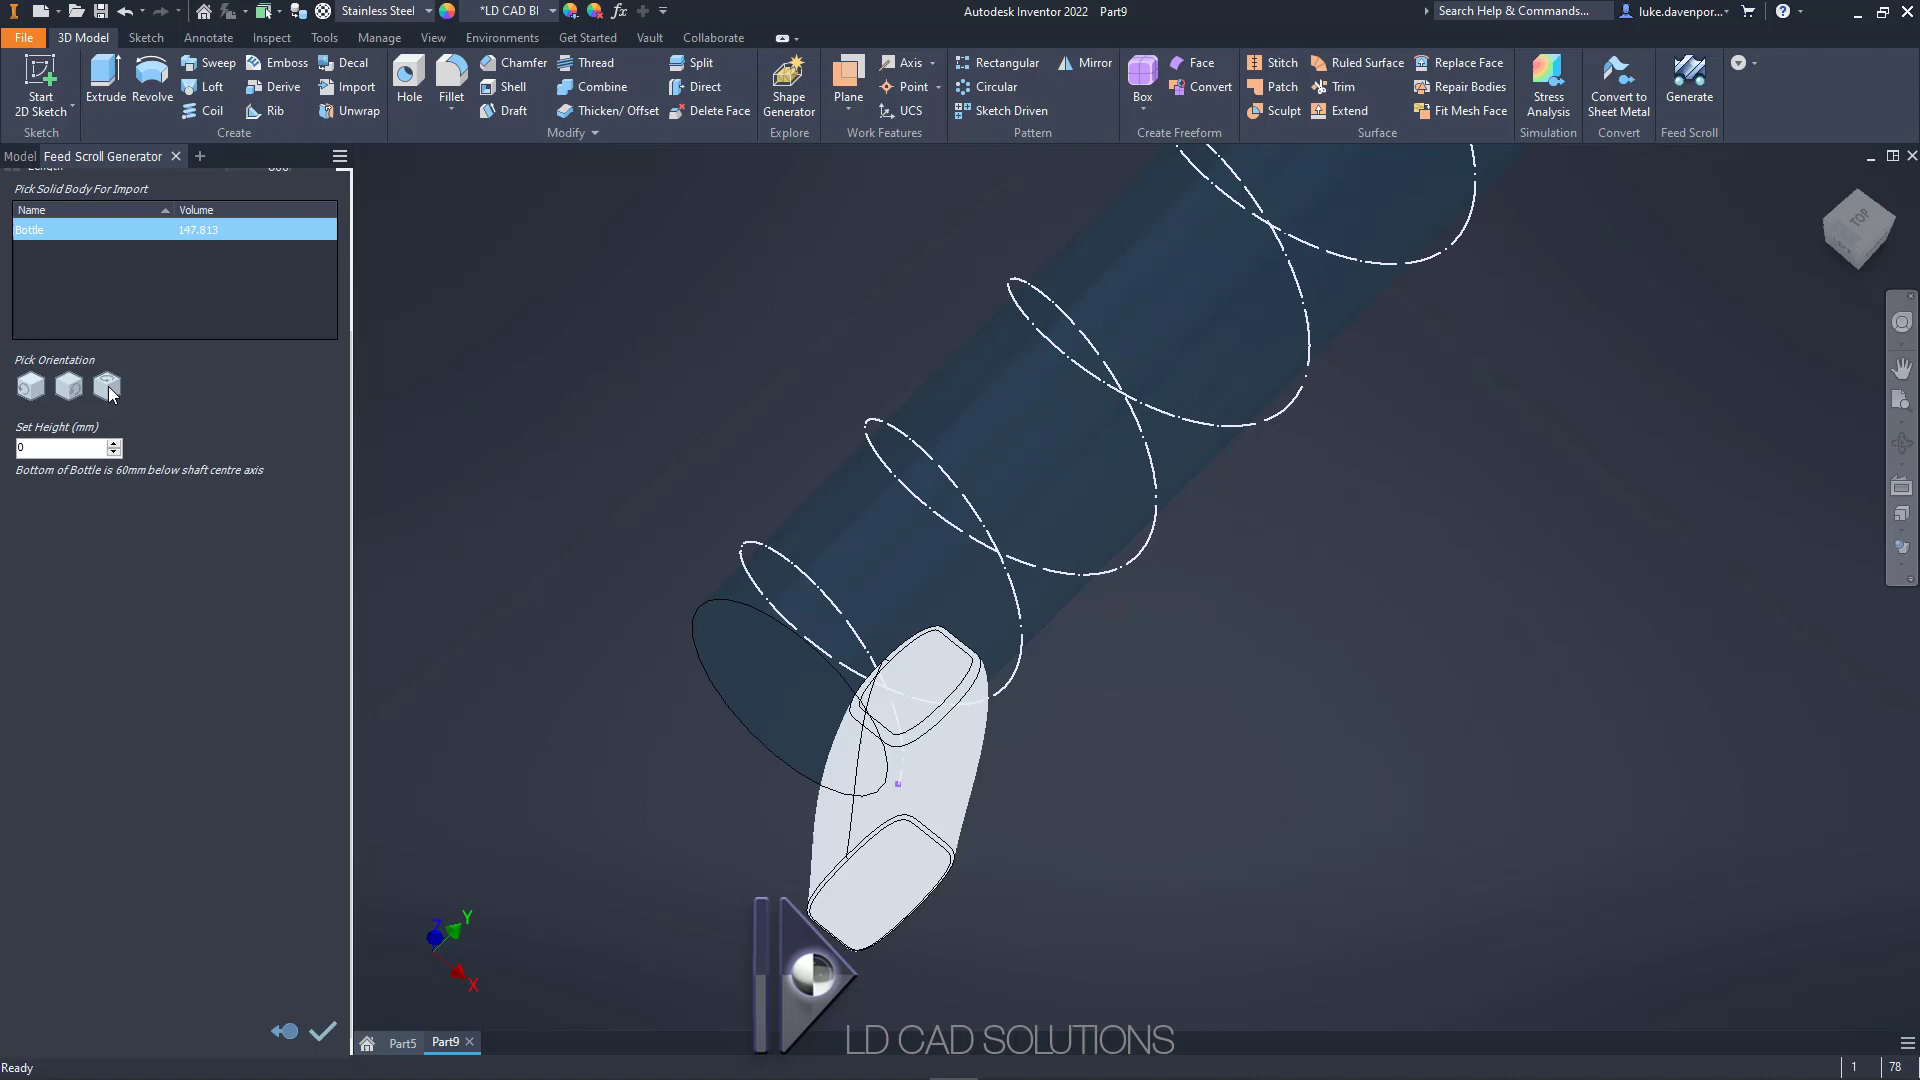 Stainless Steel
*LD CAD Bl
Autodesk Inventor 2022 Part9
Search Help & Commands...
luke.davenpor...
File
3D Model
Sketch
Annotate
Inspect
Tools
Manage
View
Environments
Get Started
Vault
Collaborate
Start
2D Sketch
Extrude
Revolve
Sweep
Loft
Coil
Emboss
Derive
Rib
Decal
Import
Unwrap
Hole
Fillet
Chamfer
Shell
Draft
Thread
Combine
Thicken/ Offset
Split
Direct
Delete Face
Shape
Generator
Plane
Axis
Point
UCS
Rectangular
Circular
Sketch Driven
Mirror
Box
Face
Convert
Stitch
Patch
Sculpt
Ruled Surface
Trim
Extend
Replace Face
Repair Bodies
Fit Mesh Face
Stress
Analysis
Convert to
Sheet Metal
Generate
Sketch
Create
Modify
Explore
Work Features
Pattern
Create Freeform
Surface
Simulation
Convert
Feed Scroll
Model
Feed Scroll Generator
Pick Solid Body For Import
Name Volume
Bottle 147.813
Pick Orientation
Set Height (mm)
0
Bottom of Bottle is 60mm below shaft centre axis
TOP
Z
Y
X
LD CAD SOLUTIONS
Part5
Part9
Ready
1
78